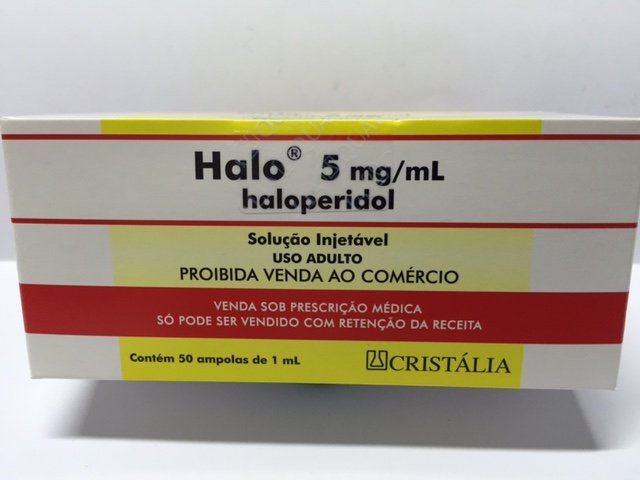 Halo® 5 mg/mL
haloperidol
Solução Injetável
USO ADULTO
PROIBIDA VENDA AO COMÉRCIO
VENDA SOB PRESCRIÇÃO MÉDICA
SÓ PODE SER VENDIDO COM RETENÇÃO DA RECEITA
Contém 50 ampolas de 1 mL
CRISTÁLIA